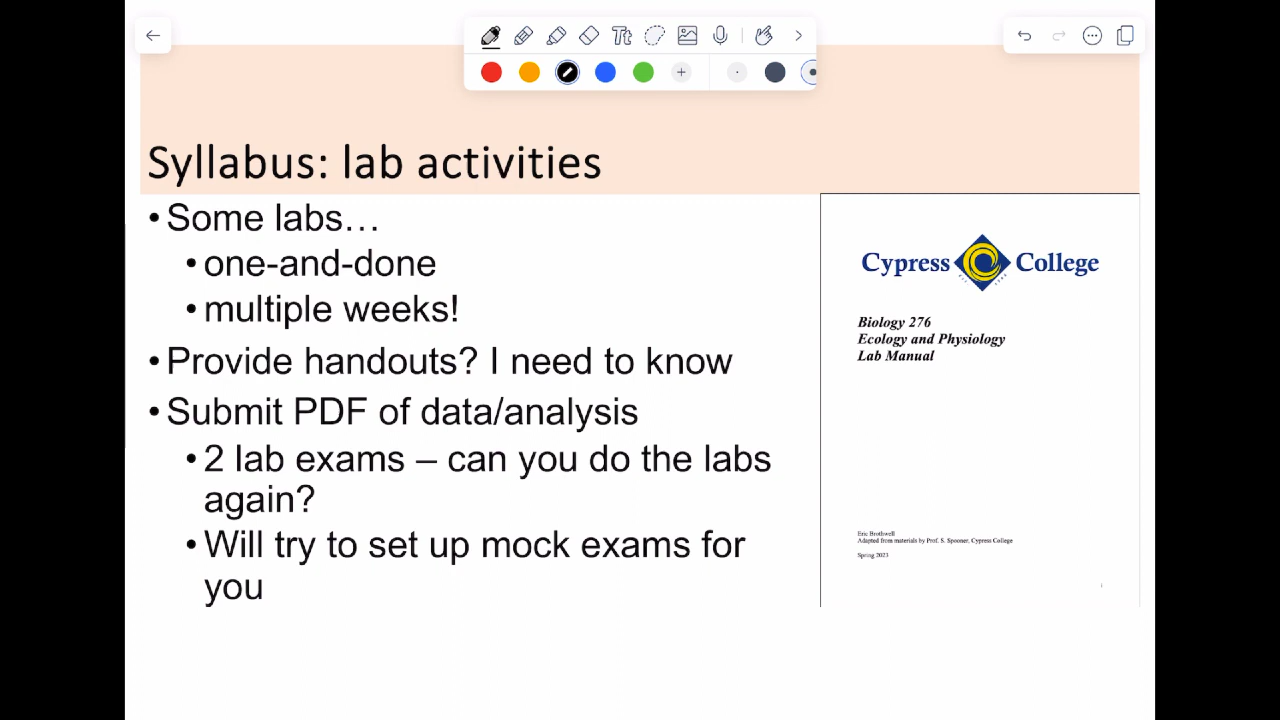 Tt
Syllabus: lab activities
•Some labs…
•one-and-done
•multiple weeks!
•Provide handouts? I need to know
•Submit PDF of data/analysis
•2 lab exams – can you do the labs
again?
•Will try to set up mock exams for
you
Cypress College
Biology 276
Ecology and Physiology
Lab Manual
Eric Brothwell
Adapted from materials by Prof. S. Spooner, Cypress College
Spring 2023